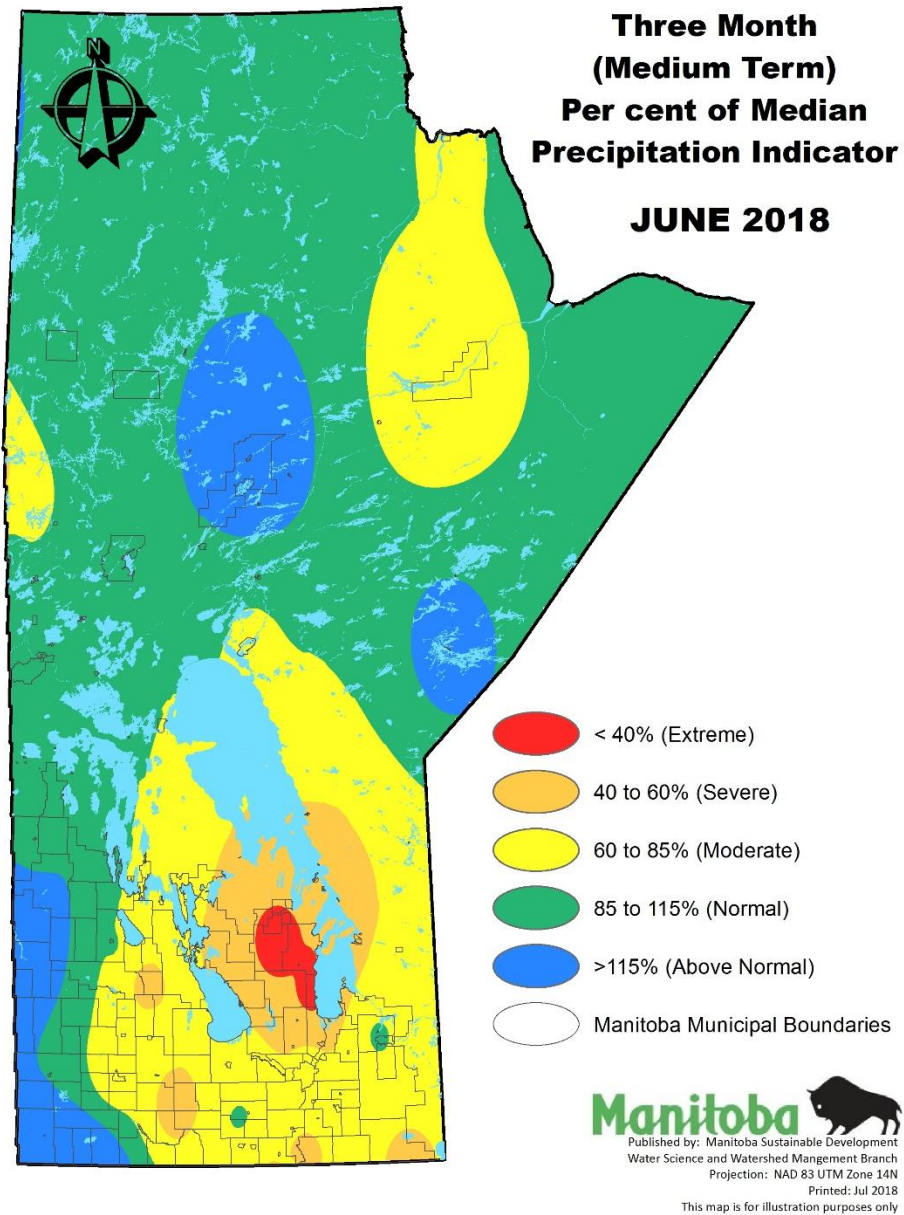 Three Month
(Medium Term)
Per cent of Median
Precipitation Indicator
JUNE 2018
N
< 40% (Extreme)
40 to 60% (Severe)
60 to 85% (Moderate)
85 to 115% (Normal)
>115% (Above Normal)
Manitoba Municipal Boundaries
Manitoba
Published by: Manitoba Sustainable Development
Water Science and Watershed Mangement Branch
Projection: NAD 83 UTM Zone 14N
Printed: Jul 2018
This map is for illustration purposes only